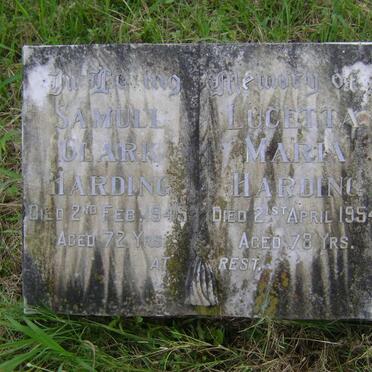 In Loving Memory of
SAMUEL
CLARK
HARDING
DIED 2ND FEB. 1945
AGED 72 YRS.
LUCETTA
MARIA
HARDING
DIED 21ST APRIL 1954
AGED 78 YRS.
AT REST.